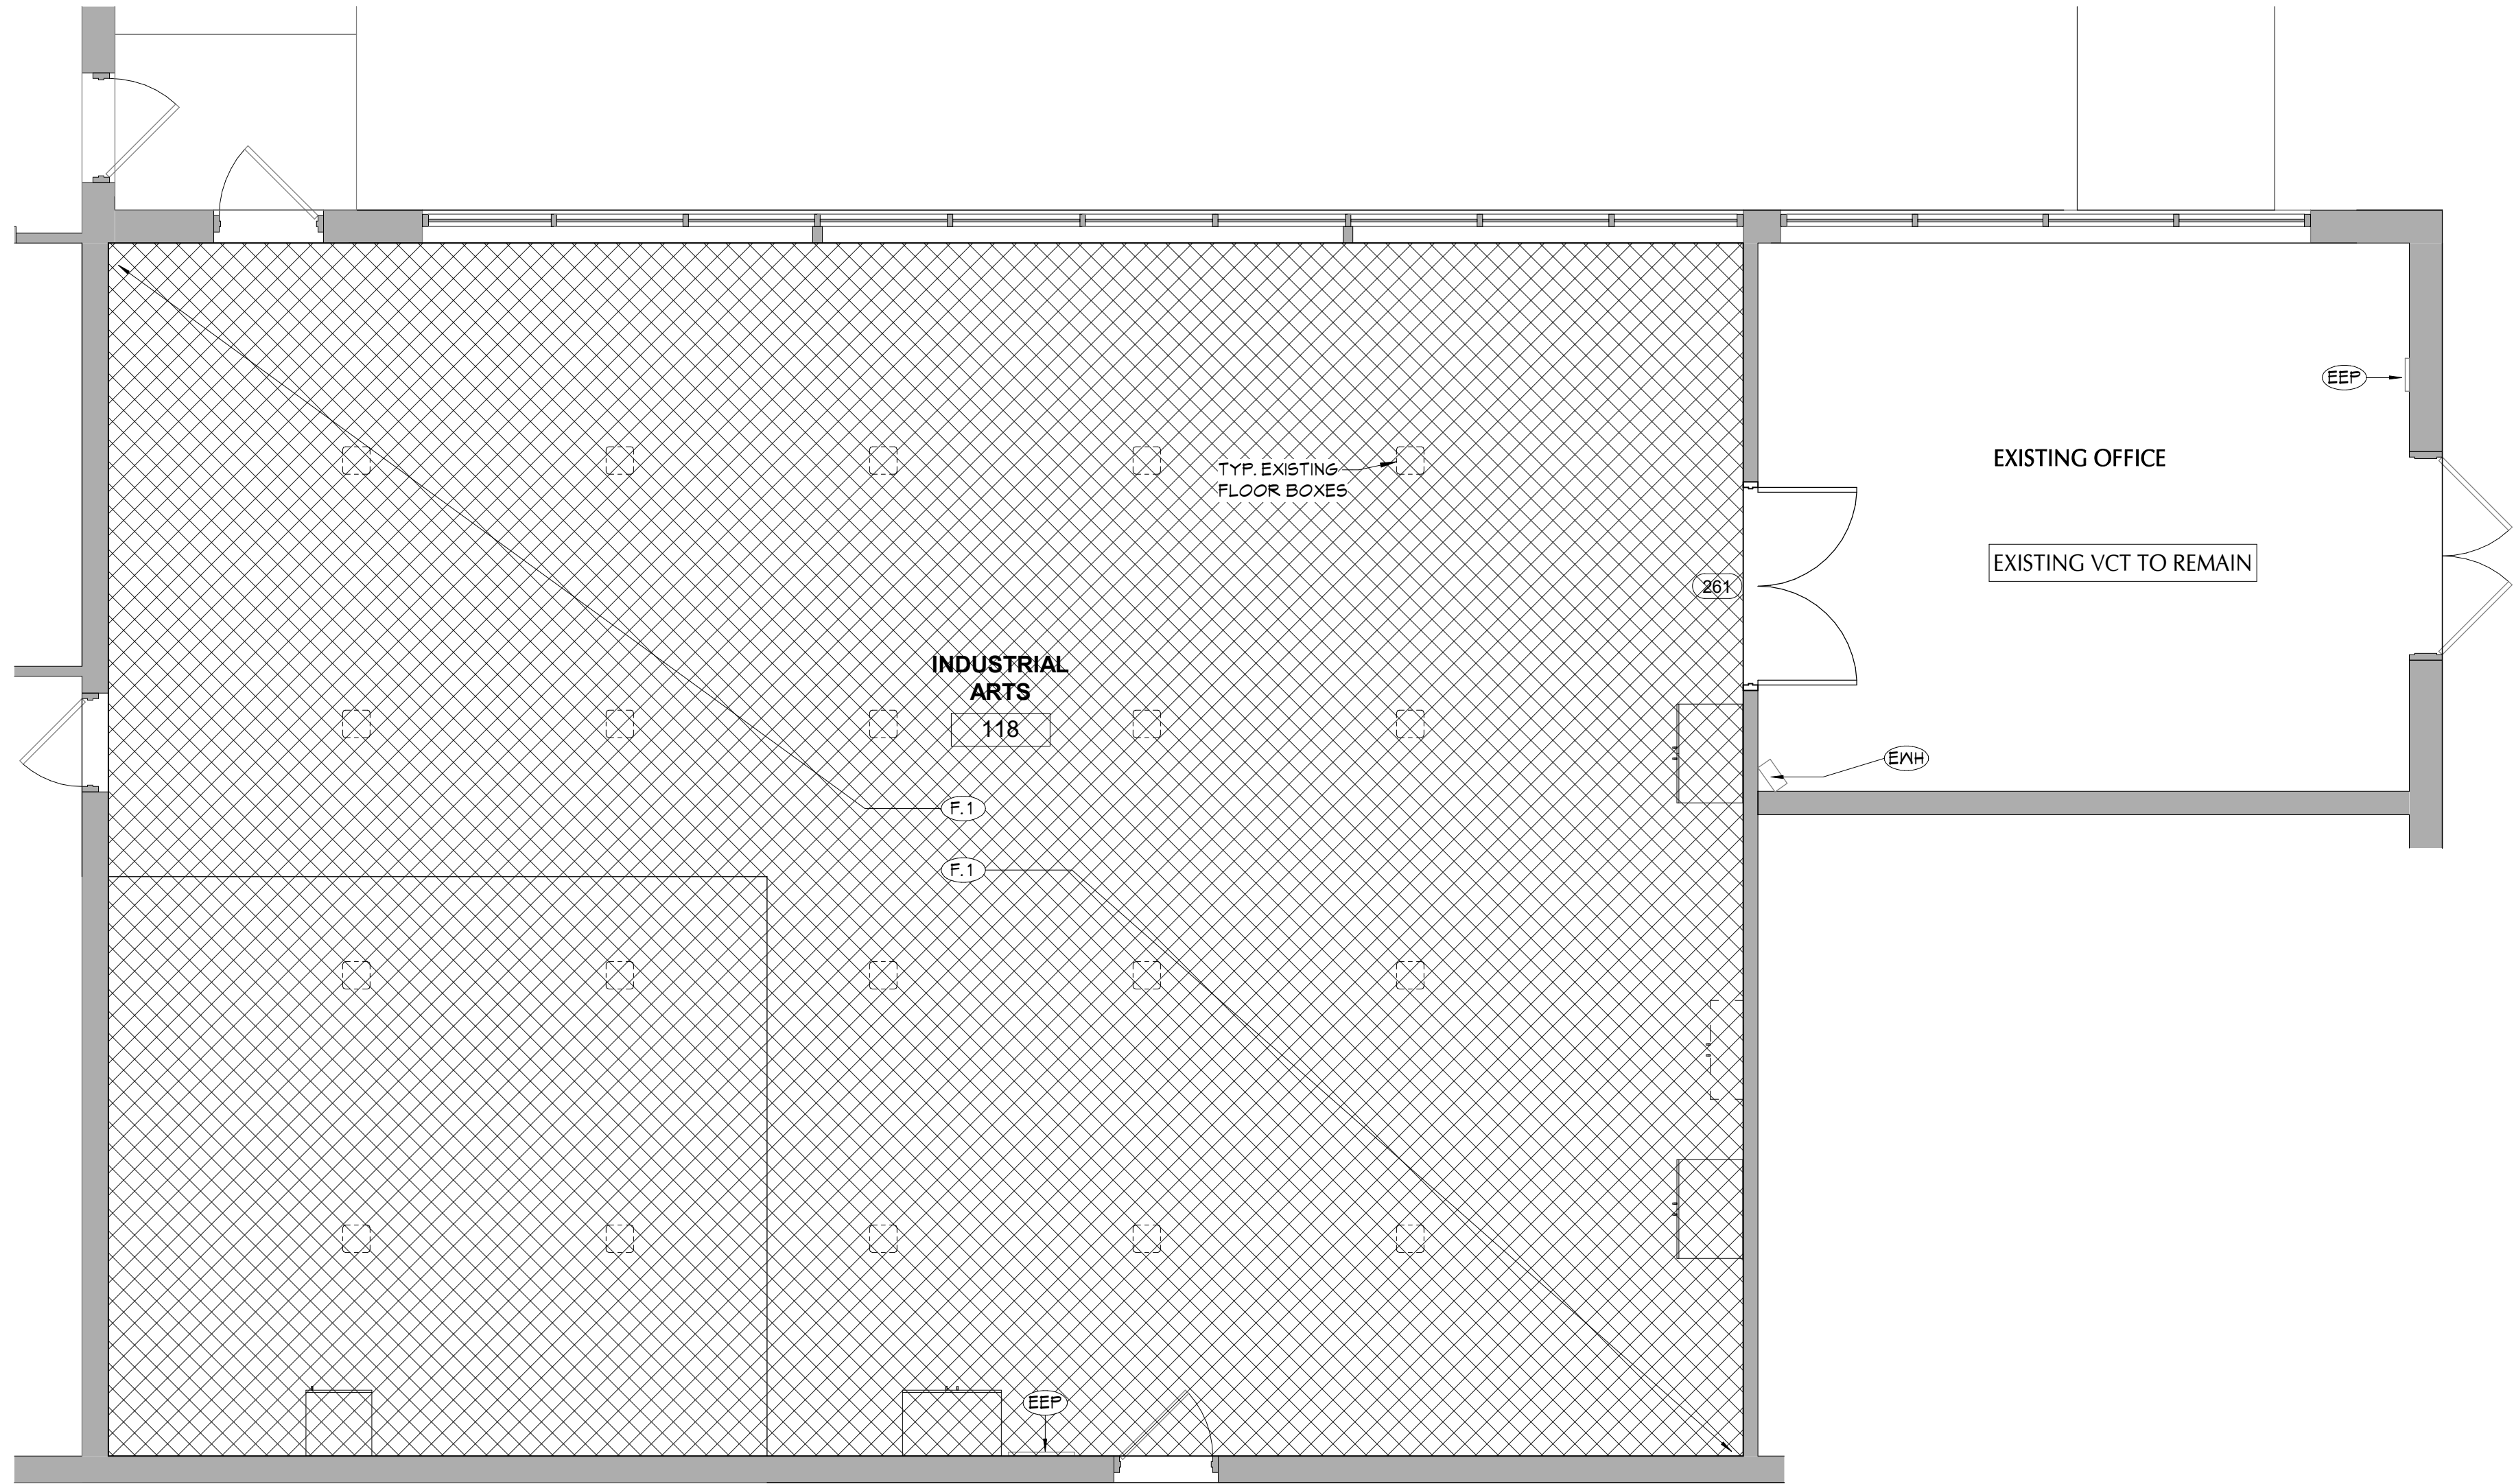 EEP
TYP. EXISTING
FLOOR BOXES
EXISTING OFFICE
EXISTING VCT TO REMAIN
261
INDUSTRIAL
ARTS
118
EWH
F.1
F.1
EEP